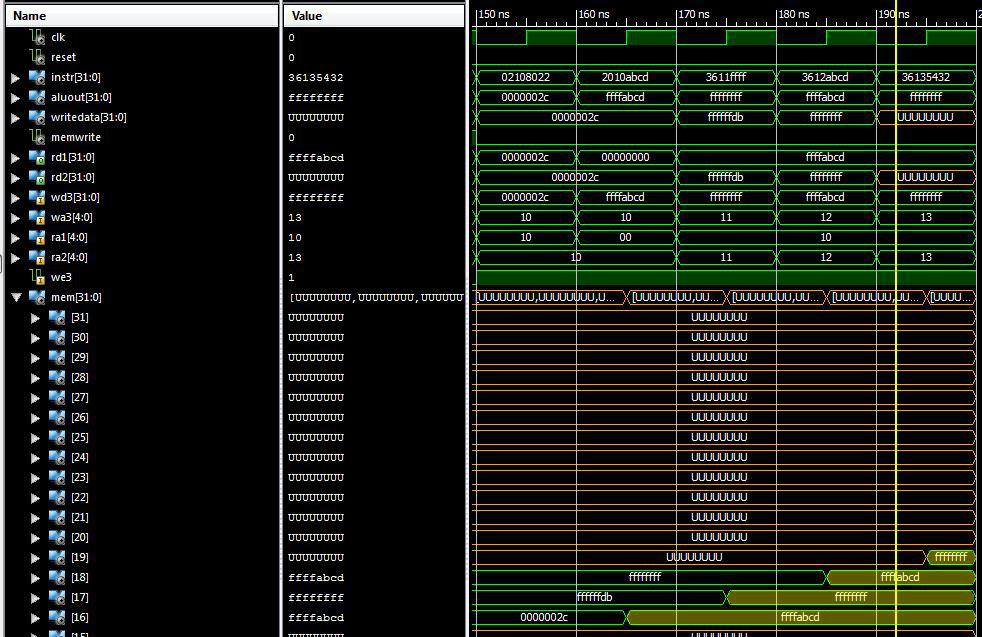 Name Value 150 ns 160 ns 170 ns 180 ns 190 ns 2
clk 0
reset 0
instr[31:0] 36135432 02108022 2010abcd 3611ffff 3612abcd 36135432
aluout[31:0] ffffffff 0000002c ffffabcd ffffffff ffffabcd ffffffff
writedata[31:0] UUUUUUUU 0000002c ffffffdb ffffffff UUUUUUUU
memwrite 0
rd1[31:0] ffffabcd 0000002c 00000000 ffffabcd
rd2[31:0] UUUUUUUU 0000002c ffffffdb ffffffff UUUUUUUU
wd3[31:0] ffffffff 0000002c ffffabcd ffffffff ffffabcd ffffffff
wa3[4:0] 13 10 10 11 12 13
ra1[4:0] 10 10 00 10
ra2[4:0] 13 10 11 12 13
we3 1
mem[31:0] [UUUUUUUU,UUUUUUUU,UUUUUU [UUUUUUUU,UUUUUUUU,U... [UUUUUUUU,UU... [UUUUUUUU,UU... [UUUUUUUU,UU... [UUUU...
[31] UUUUUUUU UUUUUUUU
[30] UUUUUUUU UUUUUUUU
[29] UUUUUUUU UUUUUUUU
[28] UUUUUUUU UUUUUUUU
[27] UUUUUUUU UUUUUUUU
[26] UUUUUUUU UUUUUUUU
[25] UUUUUUUU UUUUUUUU
[24] UUUUUUUU UUUUUUUU
[23] UUUUUUUU UUUUUUUU
[22] UUUUUUUU UUUUUUUU
[21] UUUUUUUU UUUUUUUU
[20] UUUUUUUU UUUUUUUU
[19] UUUUUUUU UUUUUUUU ffffffff
[18] ffffabcd ffffffff ffffabcd
[17] ffffffff ffffffdb ffffffff
[16] ffffabcd 0000002c ffffabcd